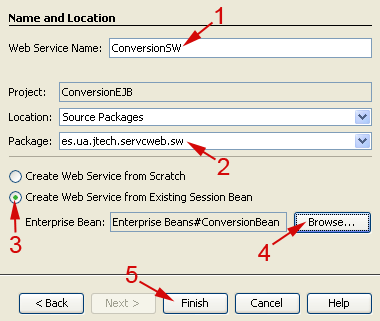 Name and Location
1
Web Service Name: ConversionSW
Project: ConversionEJB
Location: Source Packages
Package: es.ua.jtech.servcweb.sw
2
Create Web Service from Scratch
Create Web Service from Existing Session Bean
Enterprise Bean: Enterprise Beans#ConversionBean Browse...
3
4
5
< Back Next > Finish Cancel Help